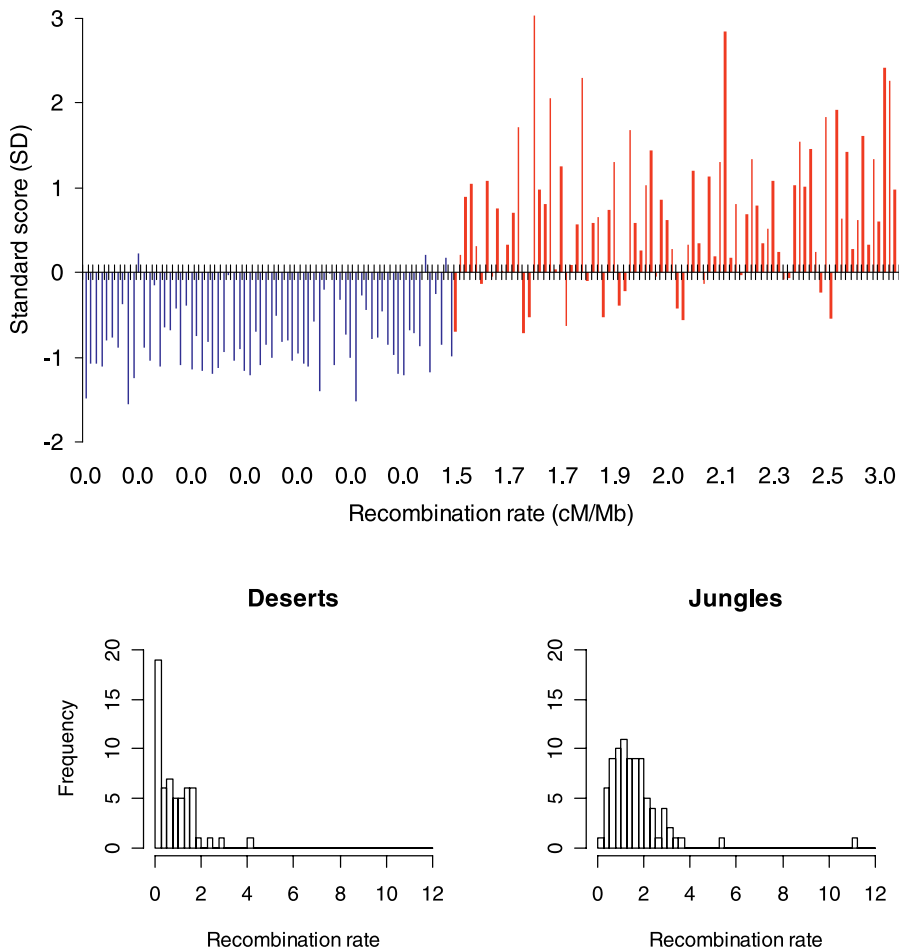 3
2
1
0
-1
-2
Standard score (SD)
0.0 0.0 0.0 0.0 0.0 0.0 0.0 1.5 1.7 1.7 1.9 2.0 2.1 2.3 2.5 3.0
Recombination rate (cM/Mb)
Deserts
20
15
10
5
0
Frequency
0 2 4 6 8 10 12
Recombination rate
Jungles
20
15
10
5
0
0 2 4 6 8 10 12
Recombination rate